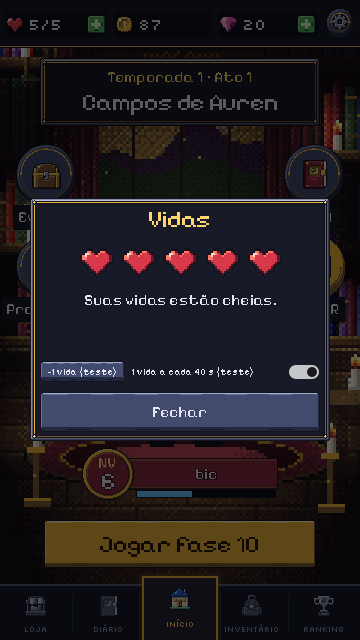 5/5
87
20
Temporada 1 · Ato 1
Campos de Auren
Vidas
Suas vidas estão cheias.
-1 vida (teste)
1 vida a cada 40 s (teste)
Fechar
NV
6
bic
Jogar Fase 10
LOJA
DIÁRIO
INÍCIO
INVENTÁRIO
RANKING